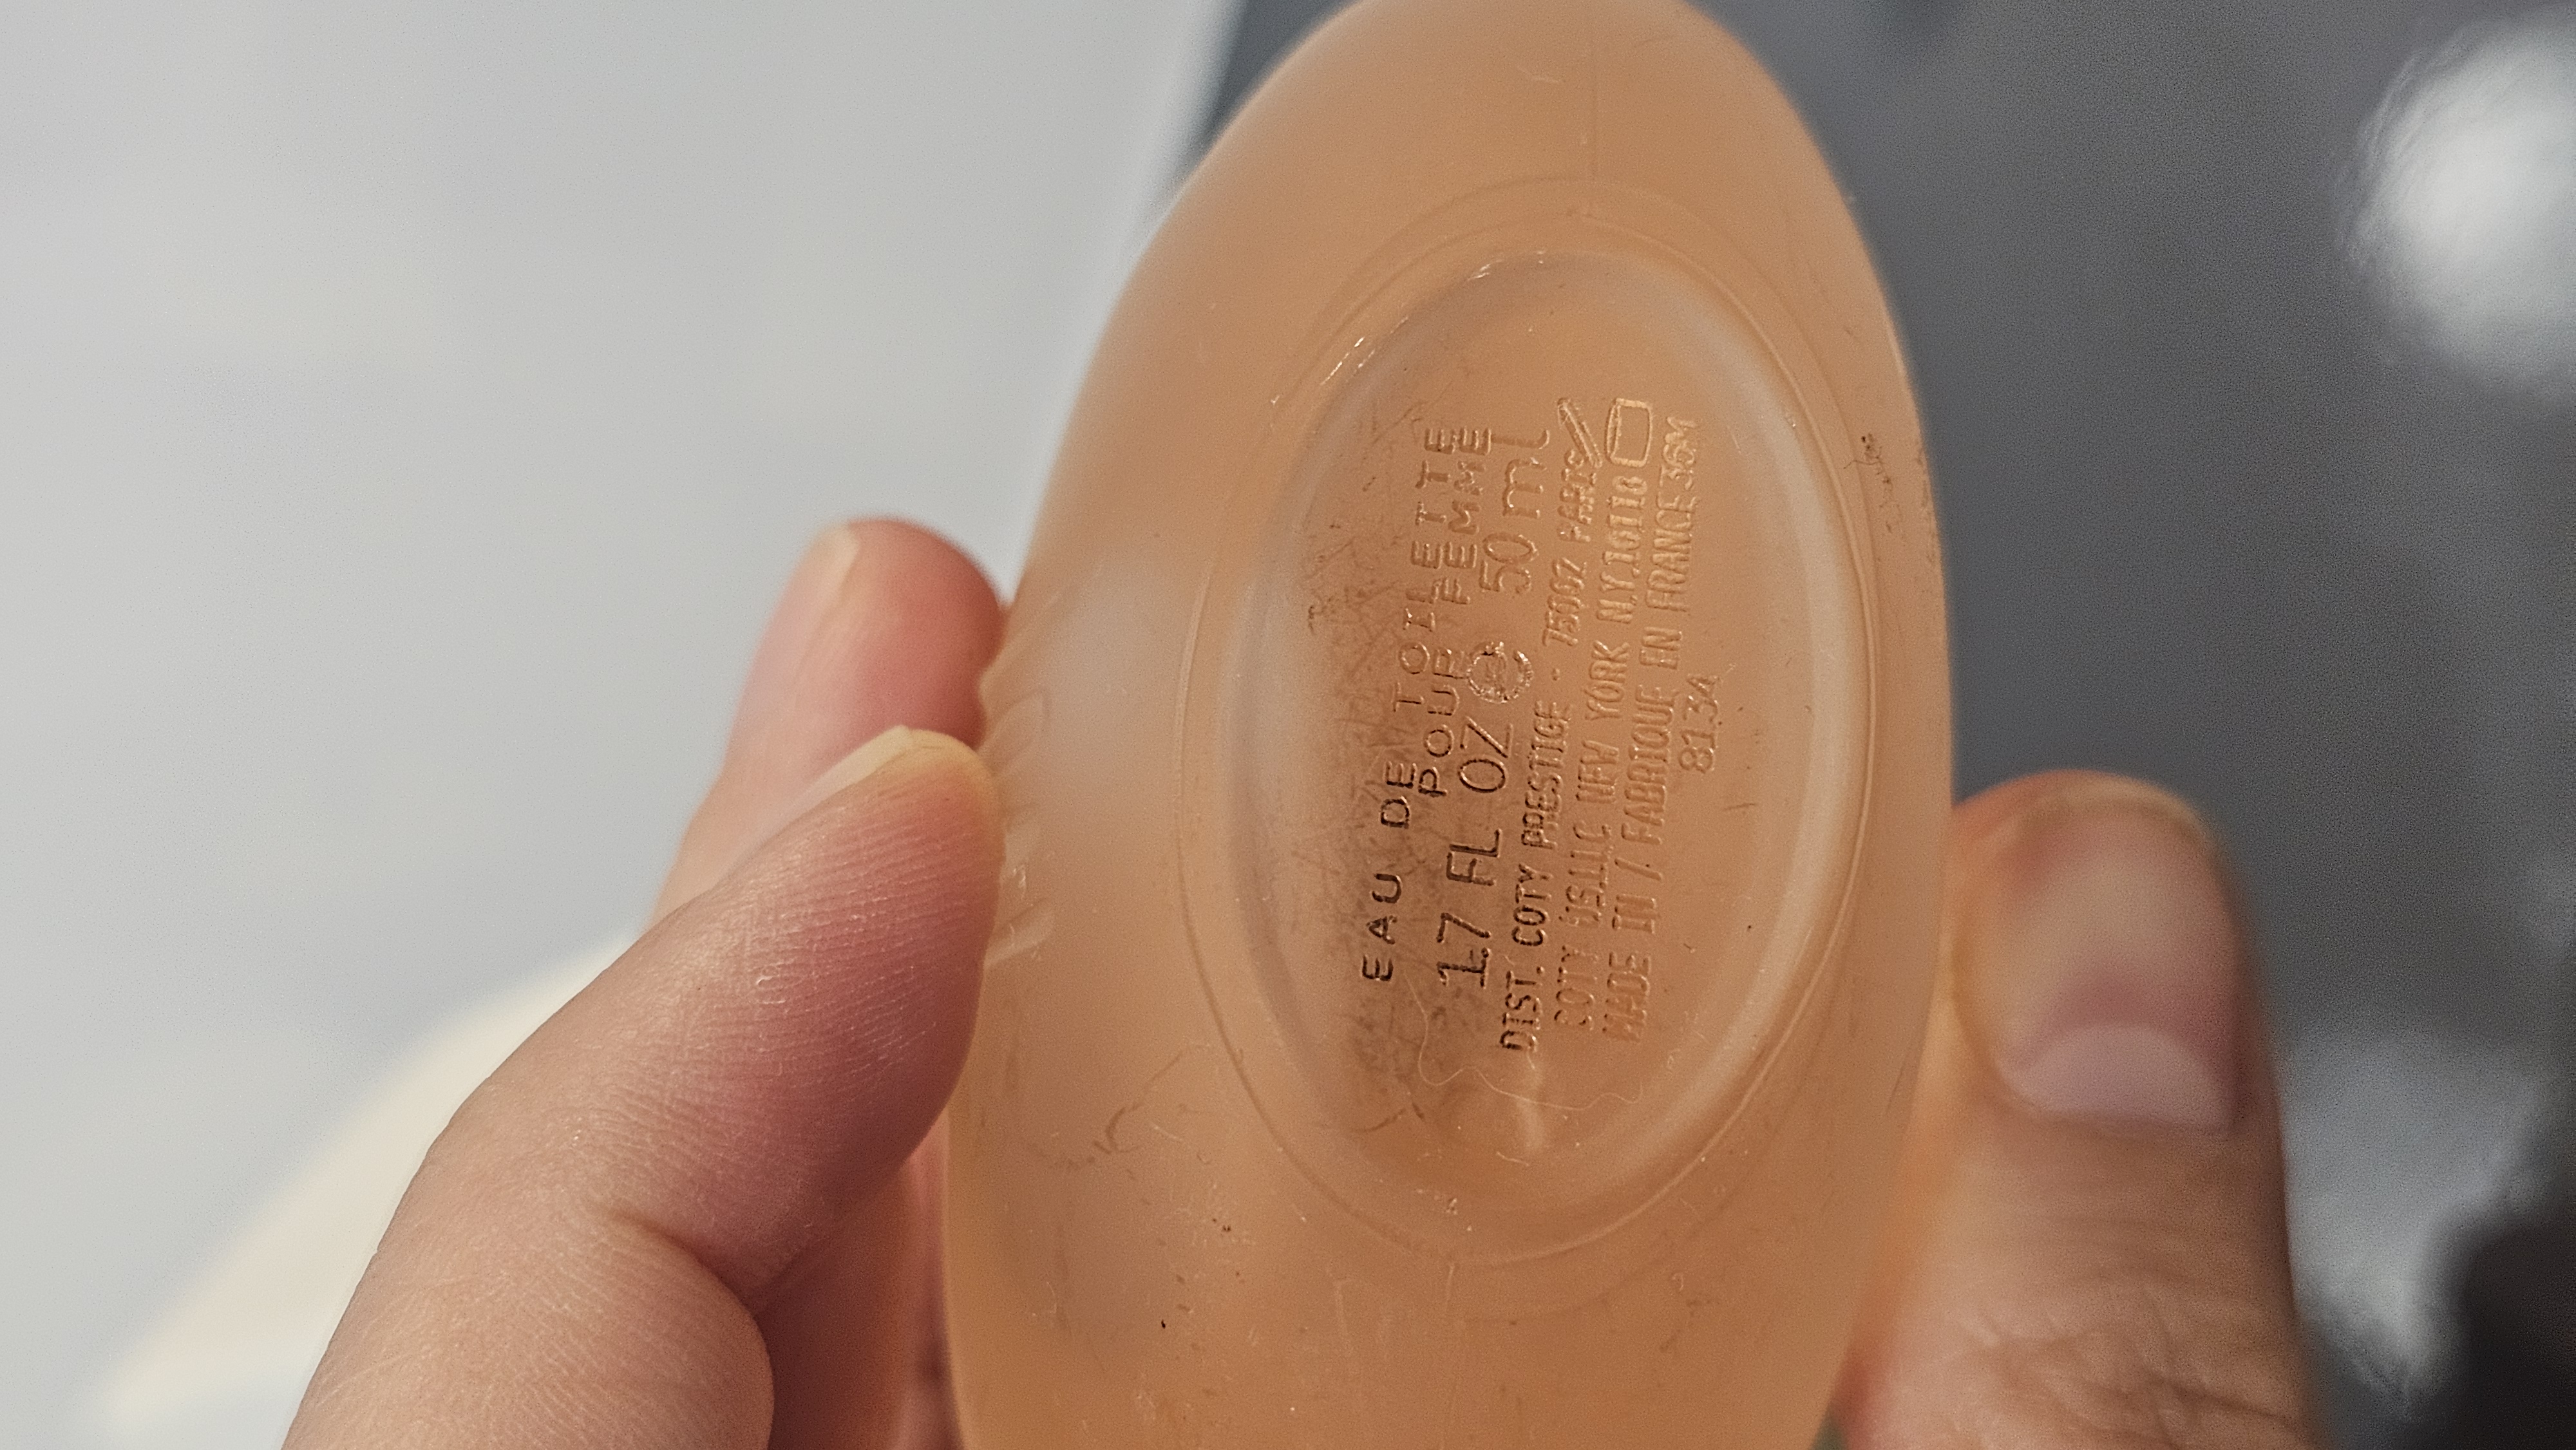 EAU DE TOILETTE
POUR FEMME
1.7 FL OZ e 50 ml
DIST. COTY PRESTIGE - 75002 PARIS
COTY US.LLC NEW YORK N.Y.10118
MADE IN / FABRIQUE EN FRANCE 36M
8134